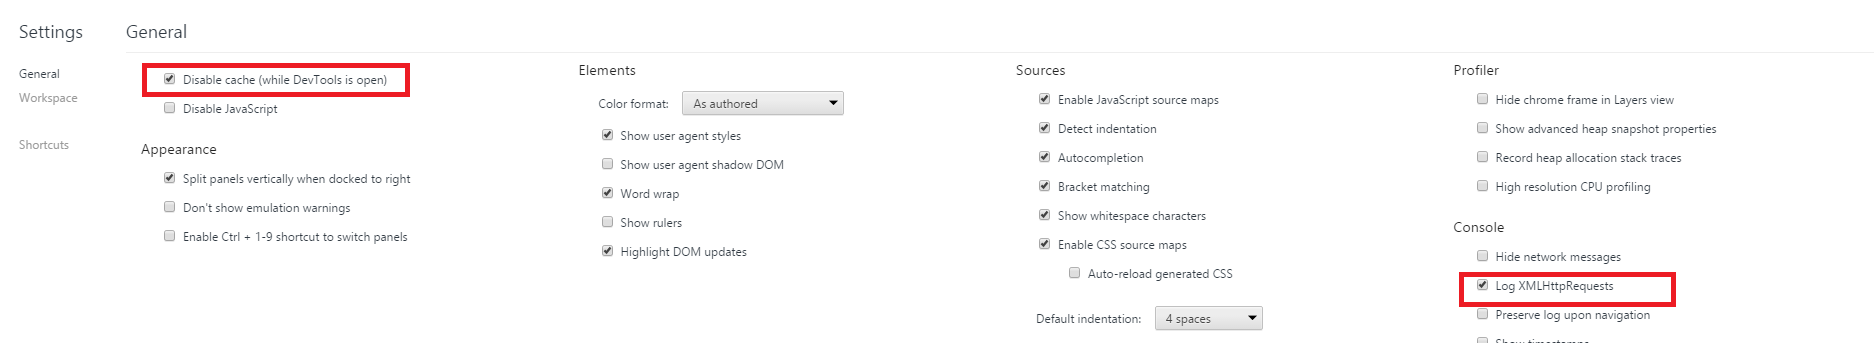 Settings
General
Workspace
Shortcuts
General
Disable cache (while DevTools is open)
Disable JavaScript
Appearance
Split panels vertically when docked to right
Don't show emulation warnings
Enable Ctrl + 1-9 shortcut to switch panels
Elements
Color format: As authored
Show user agent styles
Show user agent shadow DOM
Word wrap
Show rulers
Highlight DOM updates
Sources
Enable JavaScript source maps
Detect indentation
Autocompletion
Bracket matching
Show whitespace characters
Enable CSS source maps
Auto-reload generated CSS
Default indentation: 4 spaces
Profiler
Hide chrome frame in Layers view
Show advanced heap snapshot properties
Record heap allocation stack traces
High resolution CPU profiling
Console
Hide network messages
Log XMLHttpRequests
Preserve log upon navigation
Show timestamps